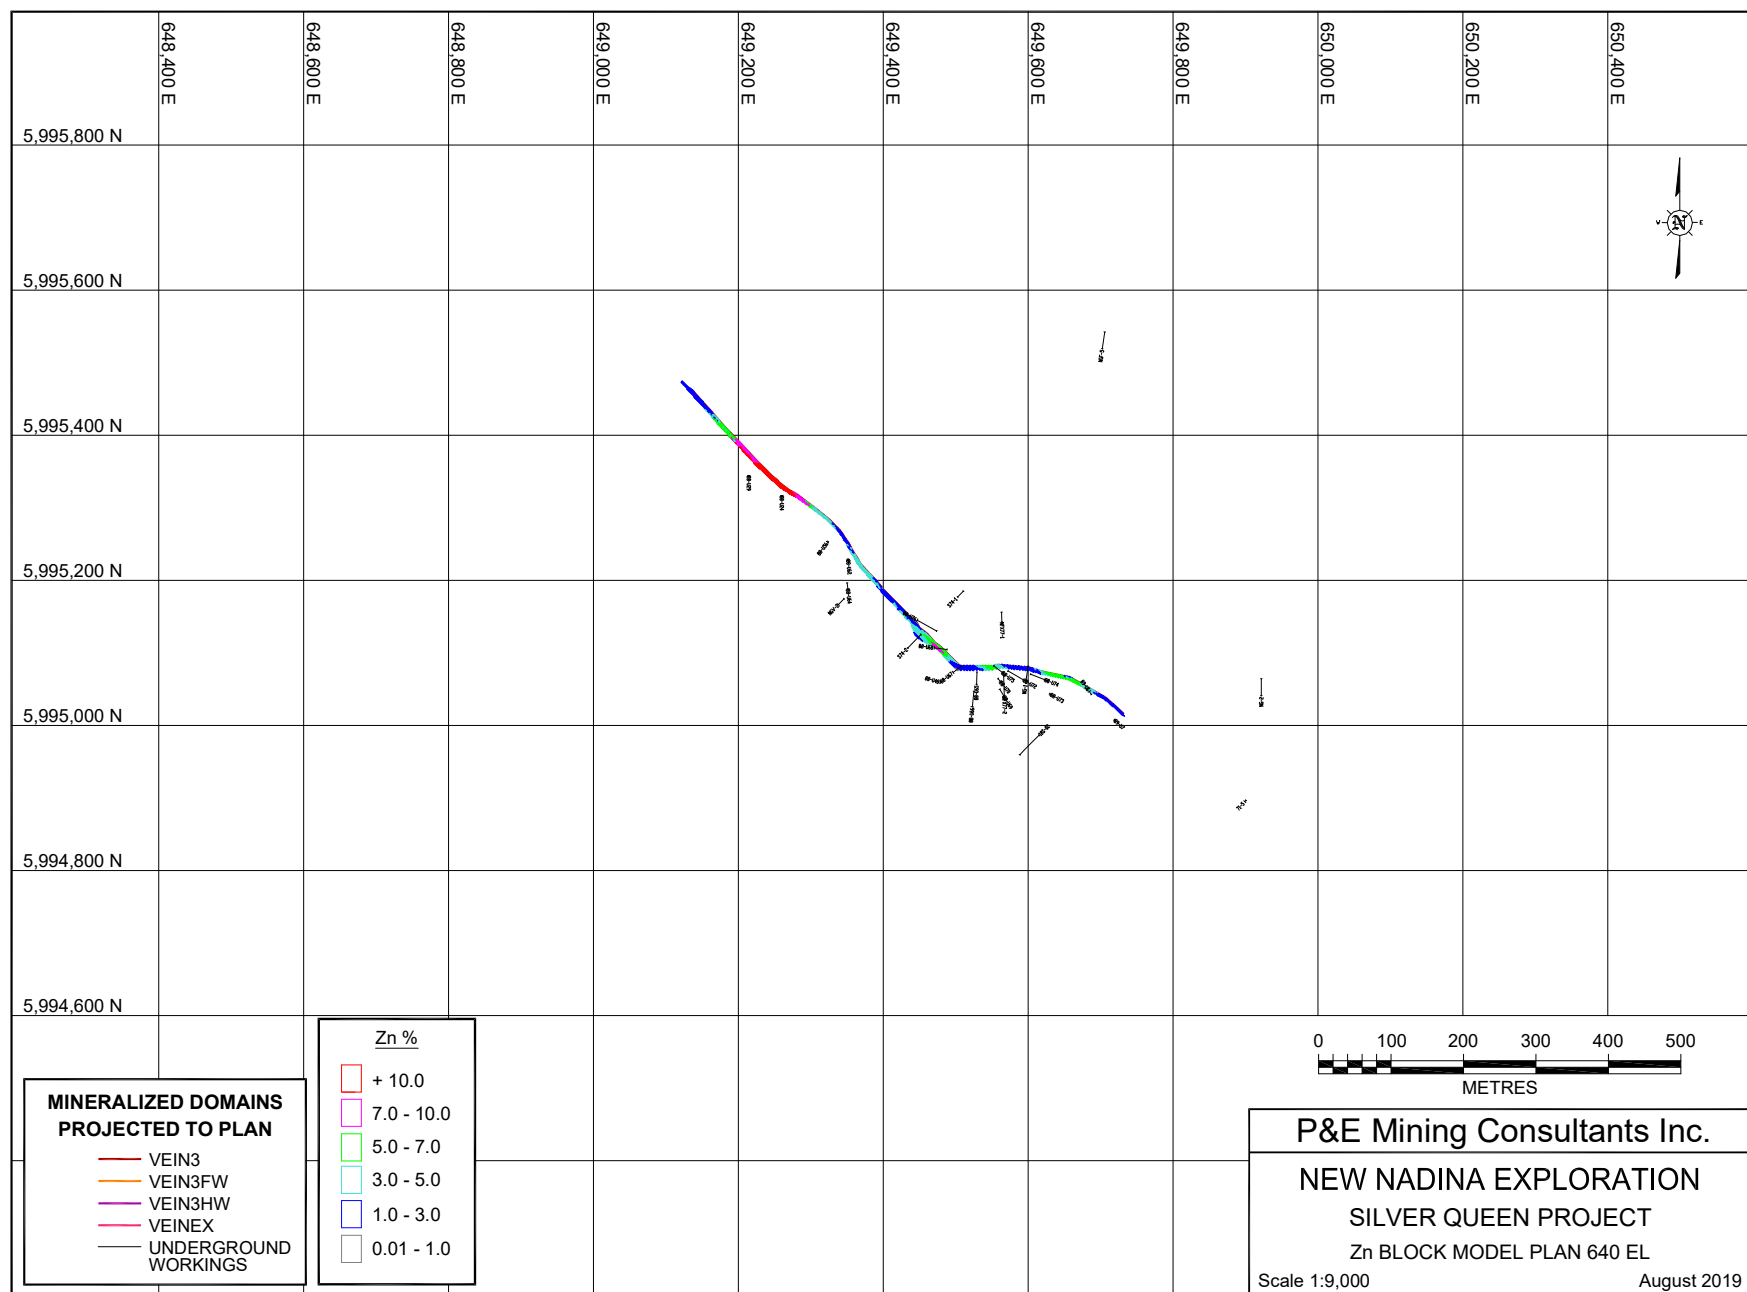 648,400 E
648,600 E
648,800 E
649,000 E
649,200 E
649,400 E
649,600 E
649,800 E
650,000 E
650,200 E
650,400 E
5,995,800 N
5,995,600 N
5,995,400 N
5,995,200 N
5,995,000 N
5,994,800 N
5,994,600 N
W N E
Zn %
+ 10.0
7.0 - 10.0
5.0 - 7.0
3.0 - 5.0
1.0 - 3.0
0.01 - 1.0
MINERALIZED DOMAINS
PROJECTED TO PLAN
VEIN3
VEIN3FW
VEIN3HW
VEINEX
UNDERGROUND
WORKINGS
0 100 200 300 400 500
METRES
P&E Mining Consultants Inc.
NEW NADINA EXPLORATION
SILVER QUEEN PROJECT
Zn BLOCK MODEL PLAN 640 EL
Scale 1:9,000 August 2019